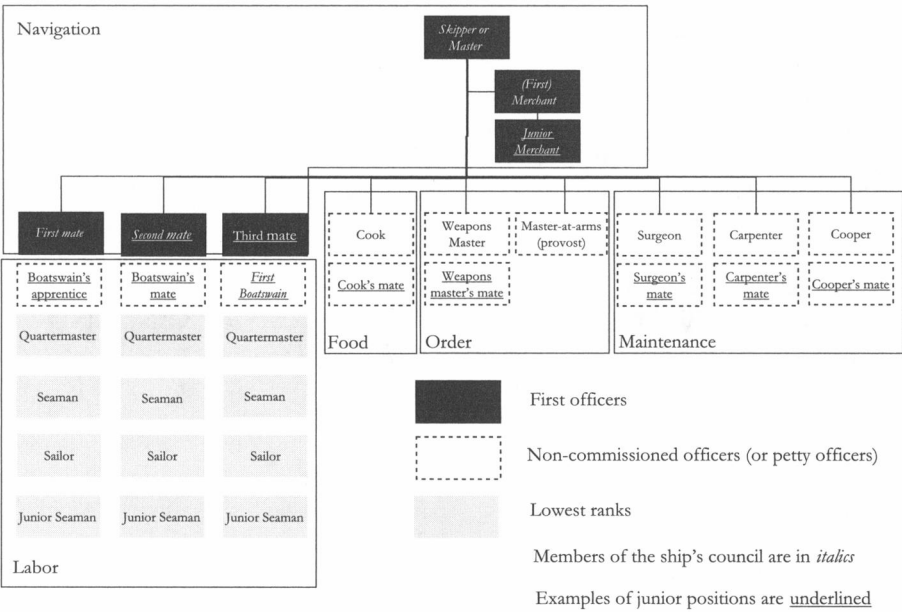 Navigation
Skipper or
Master
(First)
Merchant
Junior
Merchant
First mate
Second mate
Third mate
Cook
Weapons
Master
Master-at-arms
(provost)
Surgeon
Carpenter
Cooper
Boatswain's
apprentice
Boatswain's
mate
First
Boatswain
Cook's mate
Weapons
master's mate
Surgeon's
mate
Carpenter's
mate
Cooper's mate
Quartermaster
Quartermaster
Quartermaster
Food
Order
Maintenance
Seaman
Seaman
Seaman
Sailor
Sailor
Sailor
Junior Seaman
Junior Seaman
Junior Seaman
Labor
First officers
Non-commissioned officers (or petty officers)
Lowest ranks
Members of the ship's council are in italics
Examples of junior positions are underlined